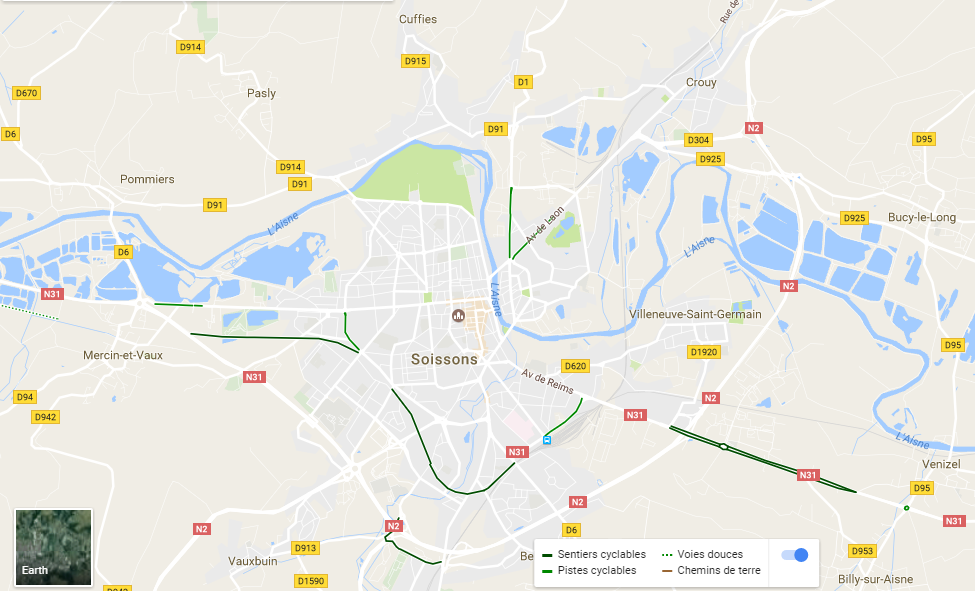 Cuffies
Rue de
D914
D915
D1
Crouy
D670
Pasly
D6
D91
N2
D304
D95
D925
D914
D91
Pommiers
D91
L'Aisne
Av de Laon
D925
Bucy-le-Long
L'Aisne
D6
N31
L'Aisne
N2
Villeneuve-Saint-Germain
Mercin-et-Vaux
Soissons
D1920
D95
N31
D620
Av de Reims
D94
D942
N2
N31
L'Aisne
N31
Venizel
N31
D95
N2
N2
N2
D6
N31
D913
Vauxbuin
Be
D953
D1590
Billy-sur-Aisne
Earth
Sentiers cyclables
Voies douces
Pistes cyclables
Chemins de terre